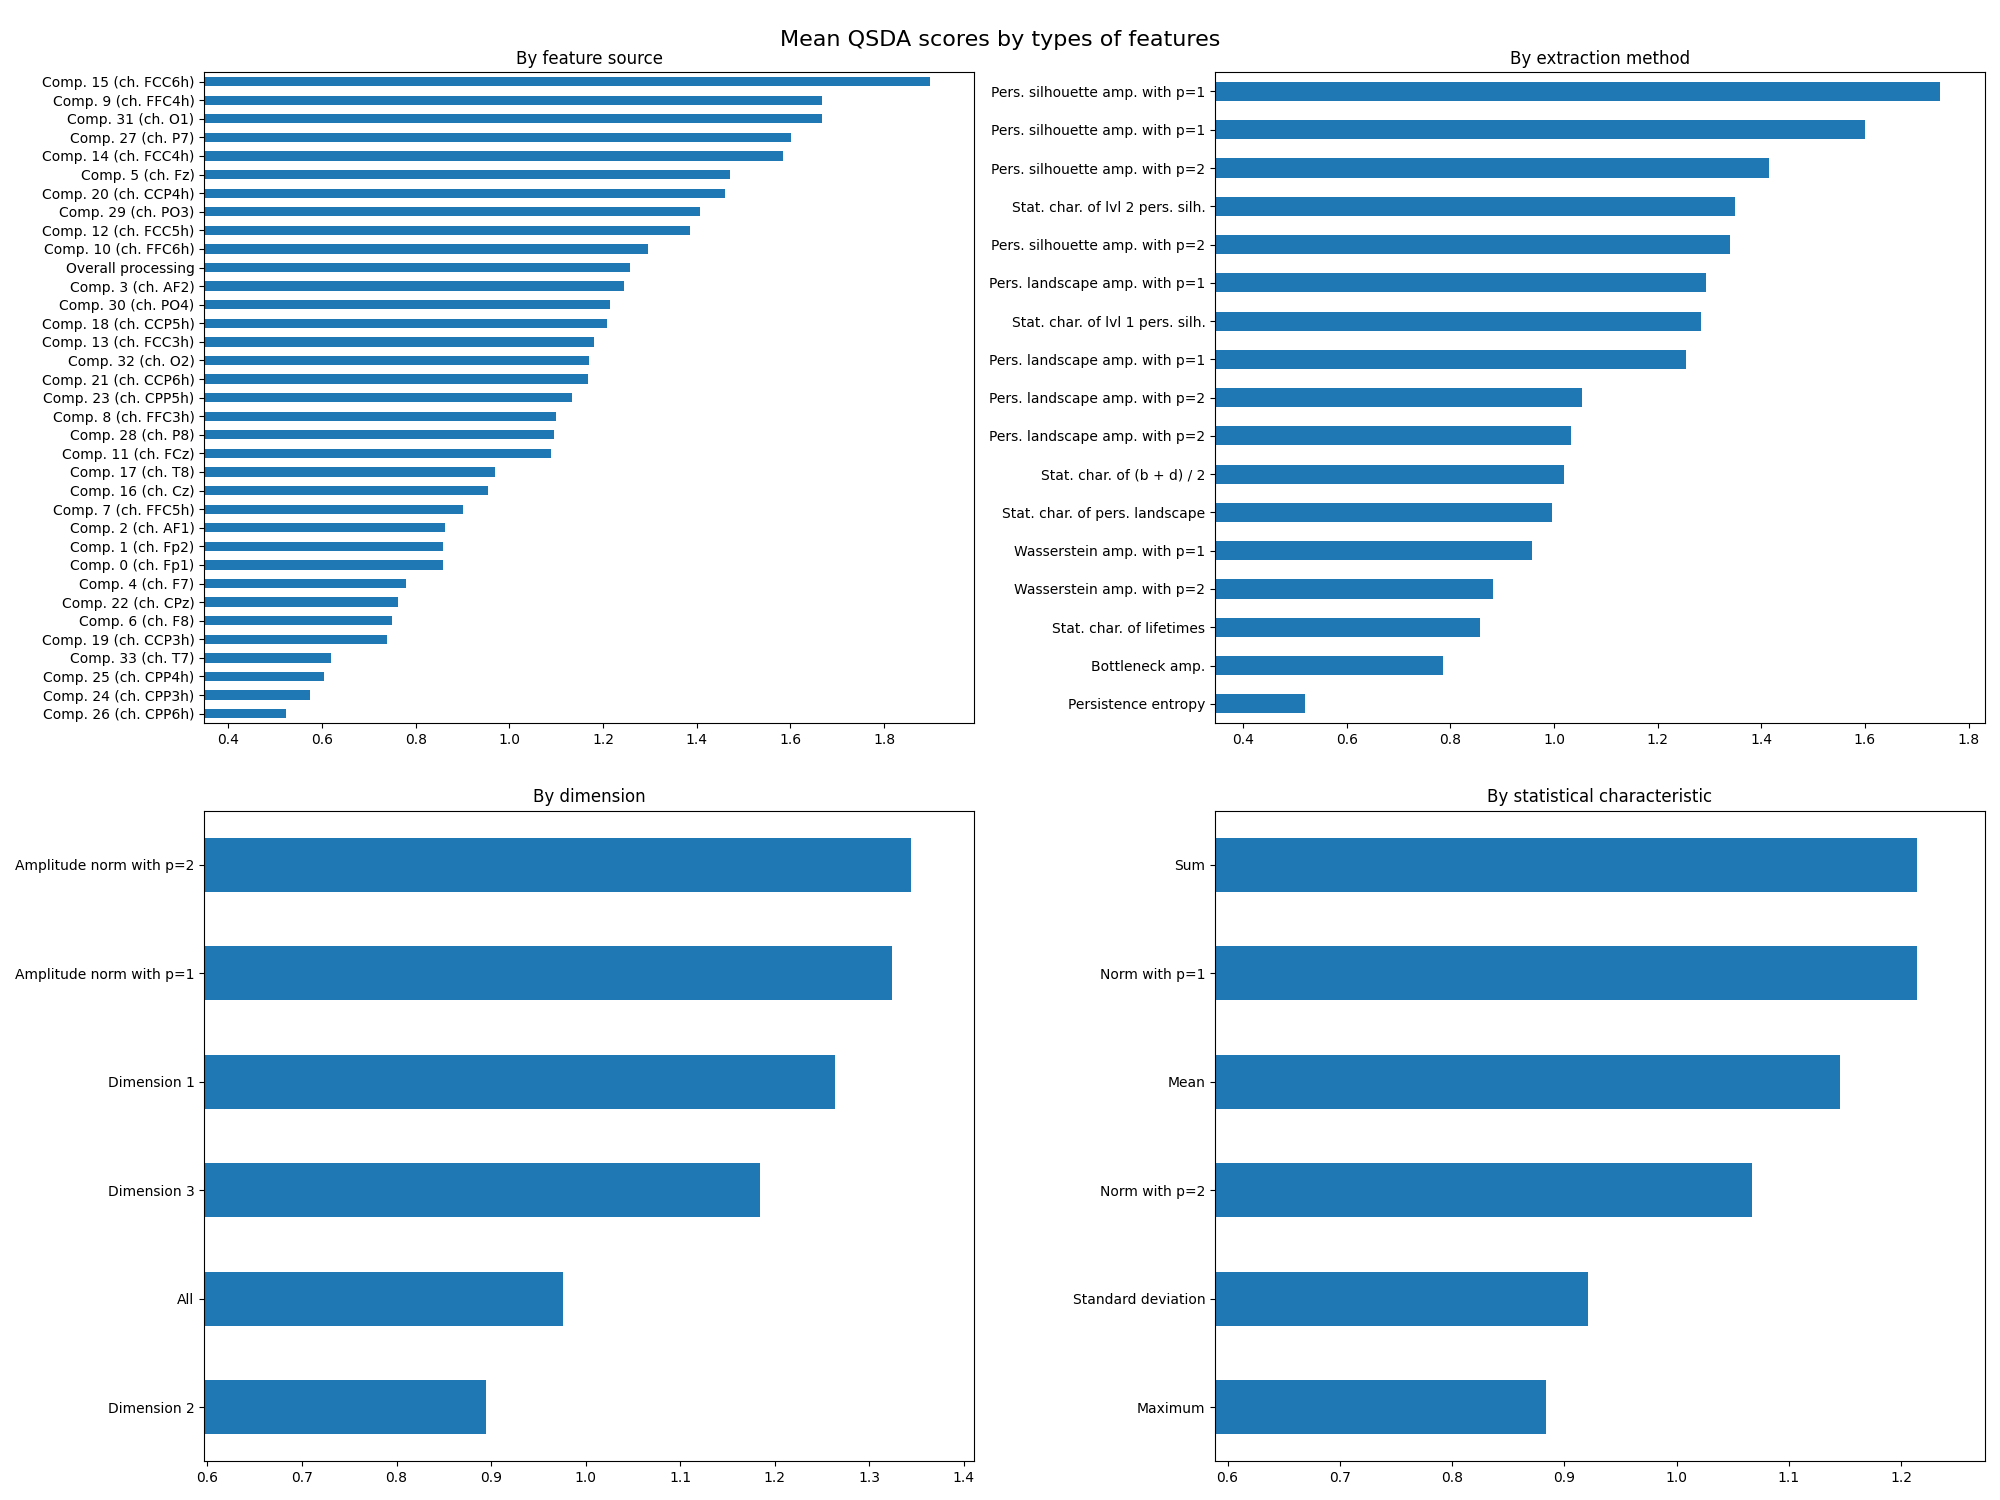 Mean QSDA scores by types of features
By feature source
Comp. 15 (ch. FCC6h)
Comp. 9 (ch. FFC4h)
Comp. 31 (ch. O1)
Comp. 27 (ch. P7)
Comp. 14 (ch. FCC4h)
Comp. 5 (ch. Fz)
Comp. 20 (ch. CCP4h)
Comp. 29 (ch. PO3)
Comp. 12 (ch. FCC5h)
Comp. 10 (ch. FFC6h)
Overall processing
Comp. 3 (ch. AF2)
Comp. 30 (ch. PO4)
Comp. 18 (ch. CCP5h)
Comp. 13 (ch. FCC3h)
Comp. 32 (ch. O2)
Comp. 21 (ch. CCP6h)
Comp. 23 (ch. CPP5h)
Comp. 8 (ch. FFC3h)
Comp. 28 (ch. P8)
Comp. 11 (ch. FCz)
Comp. 17 (ch. T8)
Comp. 16 (ch. Cz)
Comp. 7 (ch. FFC5h)
Comp. 2 (ch. AF1)
Comp. 1 (ch. Fp2)
Comp. 0 (ch. Fp1)
Comp. 4 (ch. F7)
Comp. 22 (ch. CPz)
Comp. 6 (ch. F8)
Comp. 19 (ch. CCP3h)
Comp. 33 (ch. T7)
Comp. 25 (ch. CPP4h)
Comp. 24 (ch. CPP3h)
Comp. 26 (ch. CPP6h)
0.4 0.6 0.8 1.0 1.2 1.4 1.6 1.8
By extraction method
Pers. silhouette amp. with p=1
Pers. silhouette amp. with p=1
Pers. silhouette amp. with p=2
Stat. char. of lvl 2 pers. silh.
Pers. silhouette amp. with p=2
Pers. landscape amp. with p=1
Stat. char. of lvl 1 pers. silh.
Pers. landscape amp. with p=1
Pers. landscape amp. with p=2
Pers. landscape amp. with p=2
Stat. char. of (b + d) / 2
Stat. char. of pers. landscape
Wasserstein amp. with p=1
Wasserstein amp. with p=2
Stat. char. of lifetimes
Bottleneck amp.
Persistence entropy
0.4 0.6 0.8 1.0 1.2 1.4 1.6 1.8
By dimension
Amplitude norm with p=2
Amplitude norm with p=1
Dimension 1
Dimension 3
All
Dimension 2
0.6 0.7 0.8 0.9 1.0 1.1 1.2 1.3 1.4
By statistical characteristic
Sum
Norm with p=1
Mean
Norm with p=2
Standard deviation
Maximum
0.6 0.7 0.8 0.9 1.0 1.1 1.2